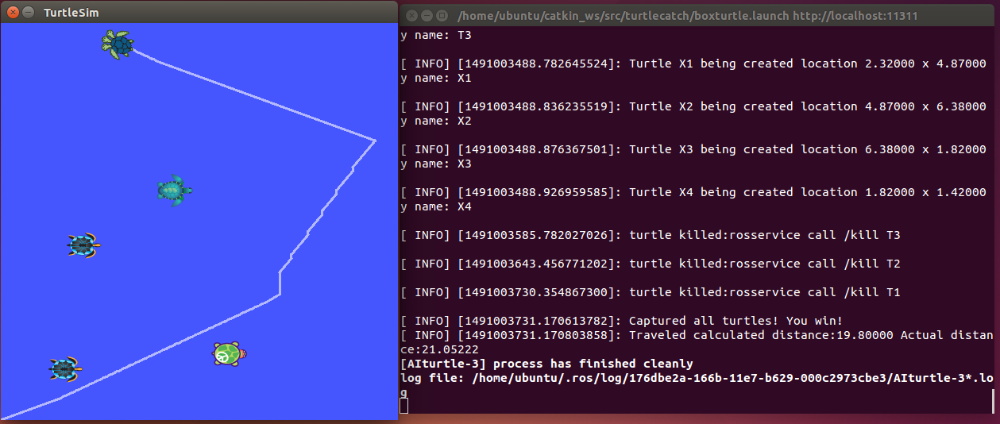 TurtleSim
/home/ubuntu/catkin_ws/src/turtlecatch/boxturtle.launch http://localhost:11311
y name: T3
[ INFO] [1491003488.782645524]: Turtle X1 being created location 2.32000 x 4.87000
y name: X1
[ INFO] [1491003488.836235519]: Turtle X2 being created location 4.87000 x 6.38000
y name: X2
[ INFO] [1491003488.876367501]: Turtle X3 being created location 6.38000 x 1.82000
y name: X3
[ INFO] [1491003488.926959585]: Turtle X4 being created location 1.82000 x 1.42000
y name: X4
[ INFO] [1491003585.782027026]: turtle killed:rosservice call /kill T3
[ INFO] [1491003643.456771202]: turtle killed:rosservice call /kill T2
[ INFO] [1491003730.354867300]: turtle killed:rosservice call /kill T1
[ INFO] [1491003731.170613782]: Captured all turtles! You win!
[ INFO] [1491003731.170803858]: Traveled calculated distance:19.80000 Actual distan
ce:21.05222
[AIturtle-3] process has finished cleanly
log file: /home/ubuntu/.ros/log/176dbe2a-166b-11e7-b629-000c2973cbe3/AIturtle-3*.lo
g